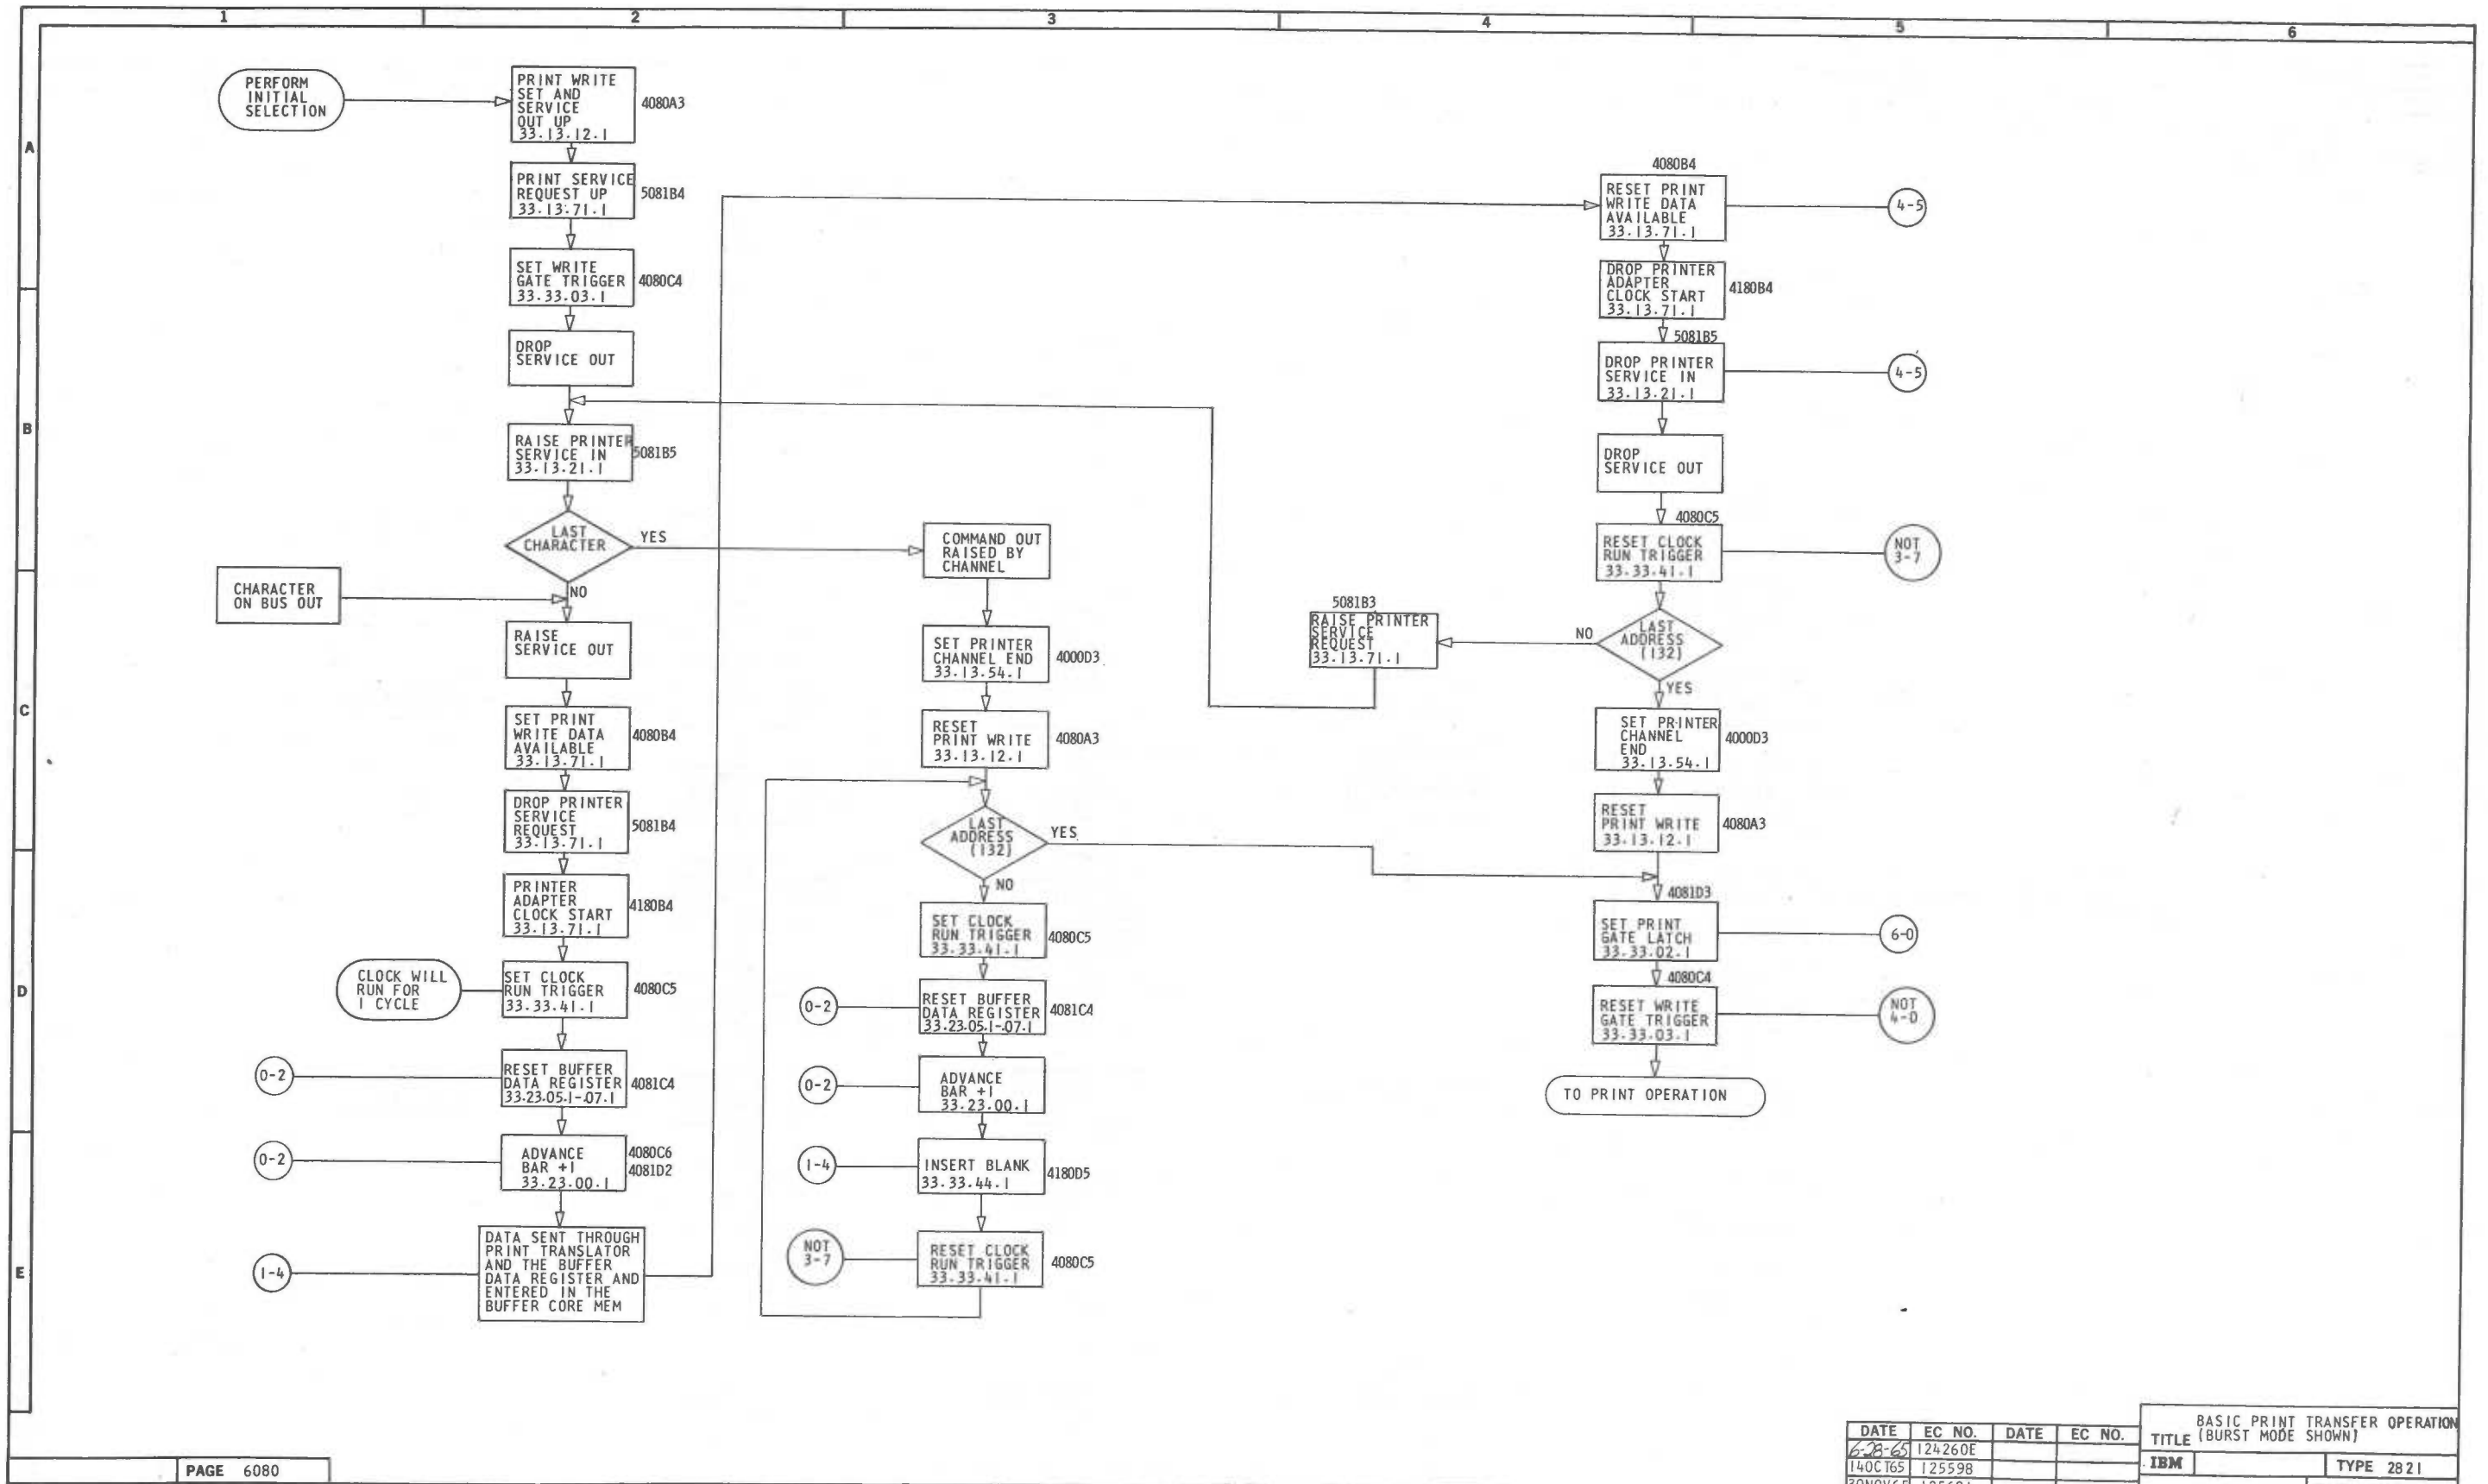 1 2 3 4 5 6
A
B
C
D
E
PERFORM
INITIAL
SELECTION
PRINT WRITE
SET AND
SERVICE
OUT UP
33.13.12.1
4080A3
PRINT SERVICE
REQUEST UP
33.13.71.1
5081B4
SET WRITE
GATE TRIGGER
33.33.03.1
4080C4
DROP
SERVICE OUT
RAISE PRINTER
SERVICE IN
33.13.21.1
5081B5
LAST
CHARACTER
YES
NO
CHARACTER
ON BUS OUT
RAISE
SERVICE OUT
SET PRINT
WRITE DATA
AVAILABLE
33.13.71.1
4080B4
DROP PRINTER
SERVICE
REQUEST
33.13.71.1
5081B4
PRINTER
ADAPTER
CLOCK START
33.13.71.1
4180B4
CLOCK WILL
RUN FOR
1 CYCLE
SET CLOCK
RUN TRIGGER
33.33.41.1
4080C5
0-2
RESET BUFFER
DATA REGISTER
33.23.05.1-.07.1
4081C4
0-2
ADVANCE
BAR +1
33.23.00.1
4080C6
4081D2
1-4
DATA SENT THROUGH
PRINT TRANSLATOR
AND THE BUFFER
DATA REGISTER AND
ENTERED IN THE
BUFFER CORE MEM
COMMAND OUT
RAISED BY
CHANNEL
SET PRINTER
CHANNEL END
33.13.54.1
4000D3
RESET
PRINT WRITE
33.13.12.1
4080A3
LAST
ADDRESS
(132)
YES
NO
SET CLOCK
RUN TRIGGER
33.33.41.1
4080C5
0-2
RESET BUFFER
DATA REGISTER
33.23.05.1-.07.1
4081C4
0-2
ADVANCE
BAR +1
33.23.00.1
1-4
INSERT BLANK
33.33.44.1
4180D5
NOT
3-7
RESET CLOCK
RUN TRIGGER
33.33.41.1
4080C5
4080B4
RESET PRINT
WRITE DATA
AVAILABLE
33.13.71.1
4-5
DROP PRINTER
ADAPTER
CLOCK START
33.13.71.1
4180B4
5081B5
DROP PRINTER
SERVICE IN
33.13.21.1
4-5
DROP
SERVICE OUT
4080C5
RESET CLOCK
RUN TRIGGER
33.33.41.1
NOT
3-7
LAST
ADDRESS
(132)
NO
YES
5081B3
RAISE PRINTER
SERVICE
REQUEST
33.13.71.1
SET PRINTER
CHANNEL
END
33.13.54.1
4000D3
RESET
PRINT WRITE
33.13.12.1
4080A3
4081D3
SET PRINT
GATE LATCH
33.33.02.1
6-0
4080C4
RESET WRITE
GATE TRIGGER
33.33.03.1
NOT
4-0
TO PRINT OPERATION
PAGE 6080
DATE EC NO. DATE EC NO.
6-28-65 124260E
14OCT65 125598
TITLE BASIC PRINT TRANSFER OPERATION
(BURST MODE SHOWN)
IBM TYPE 2821